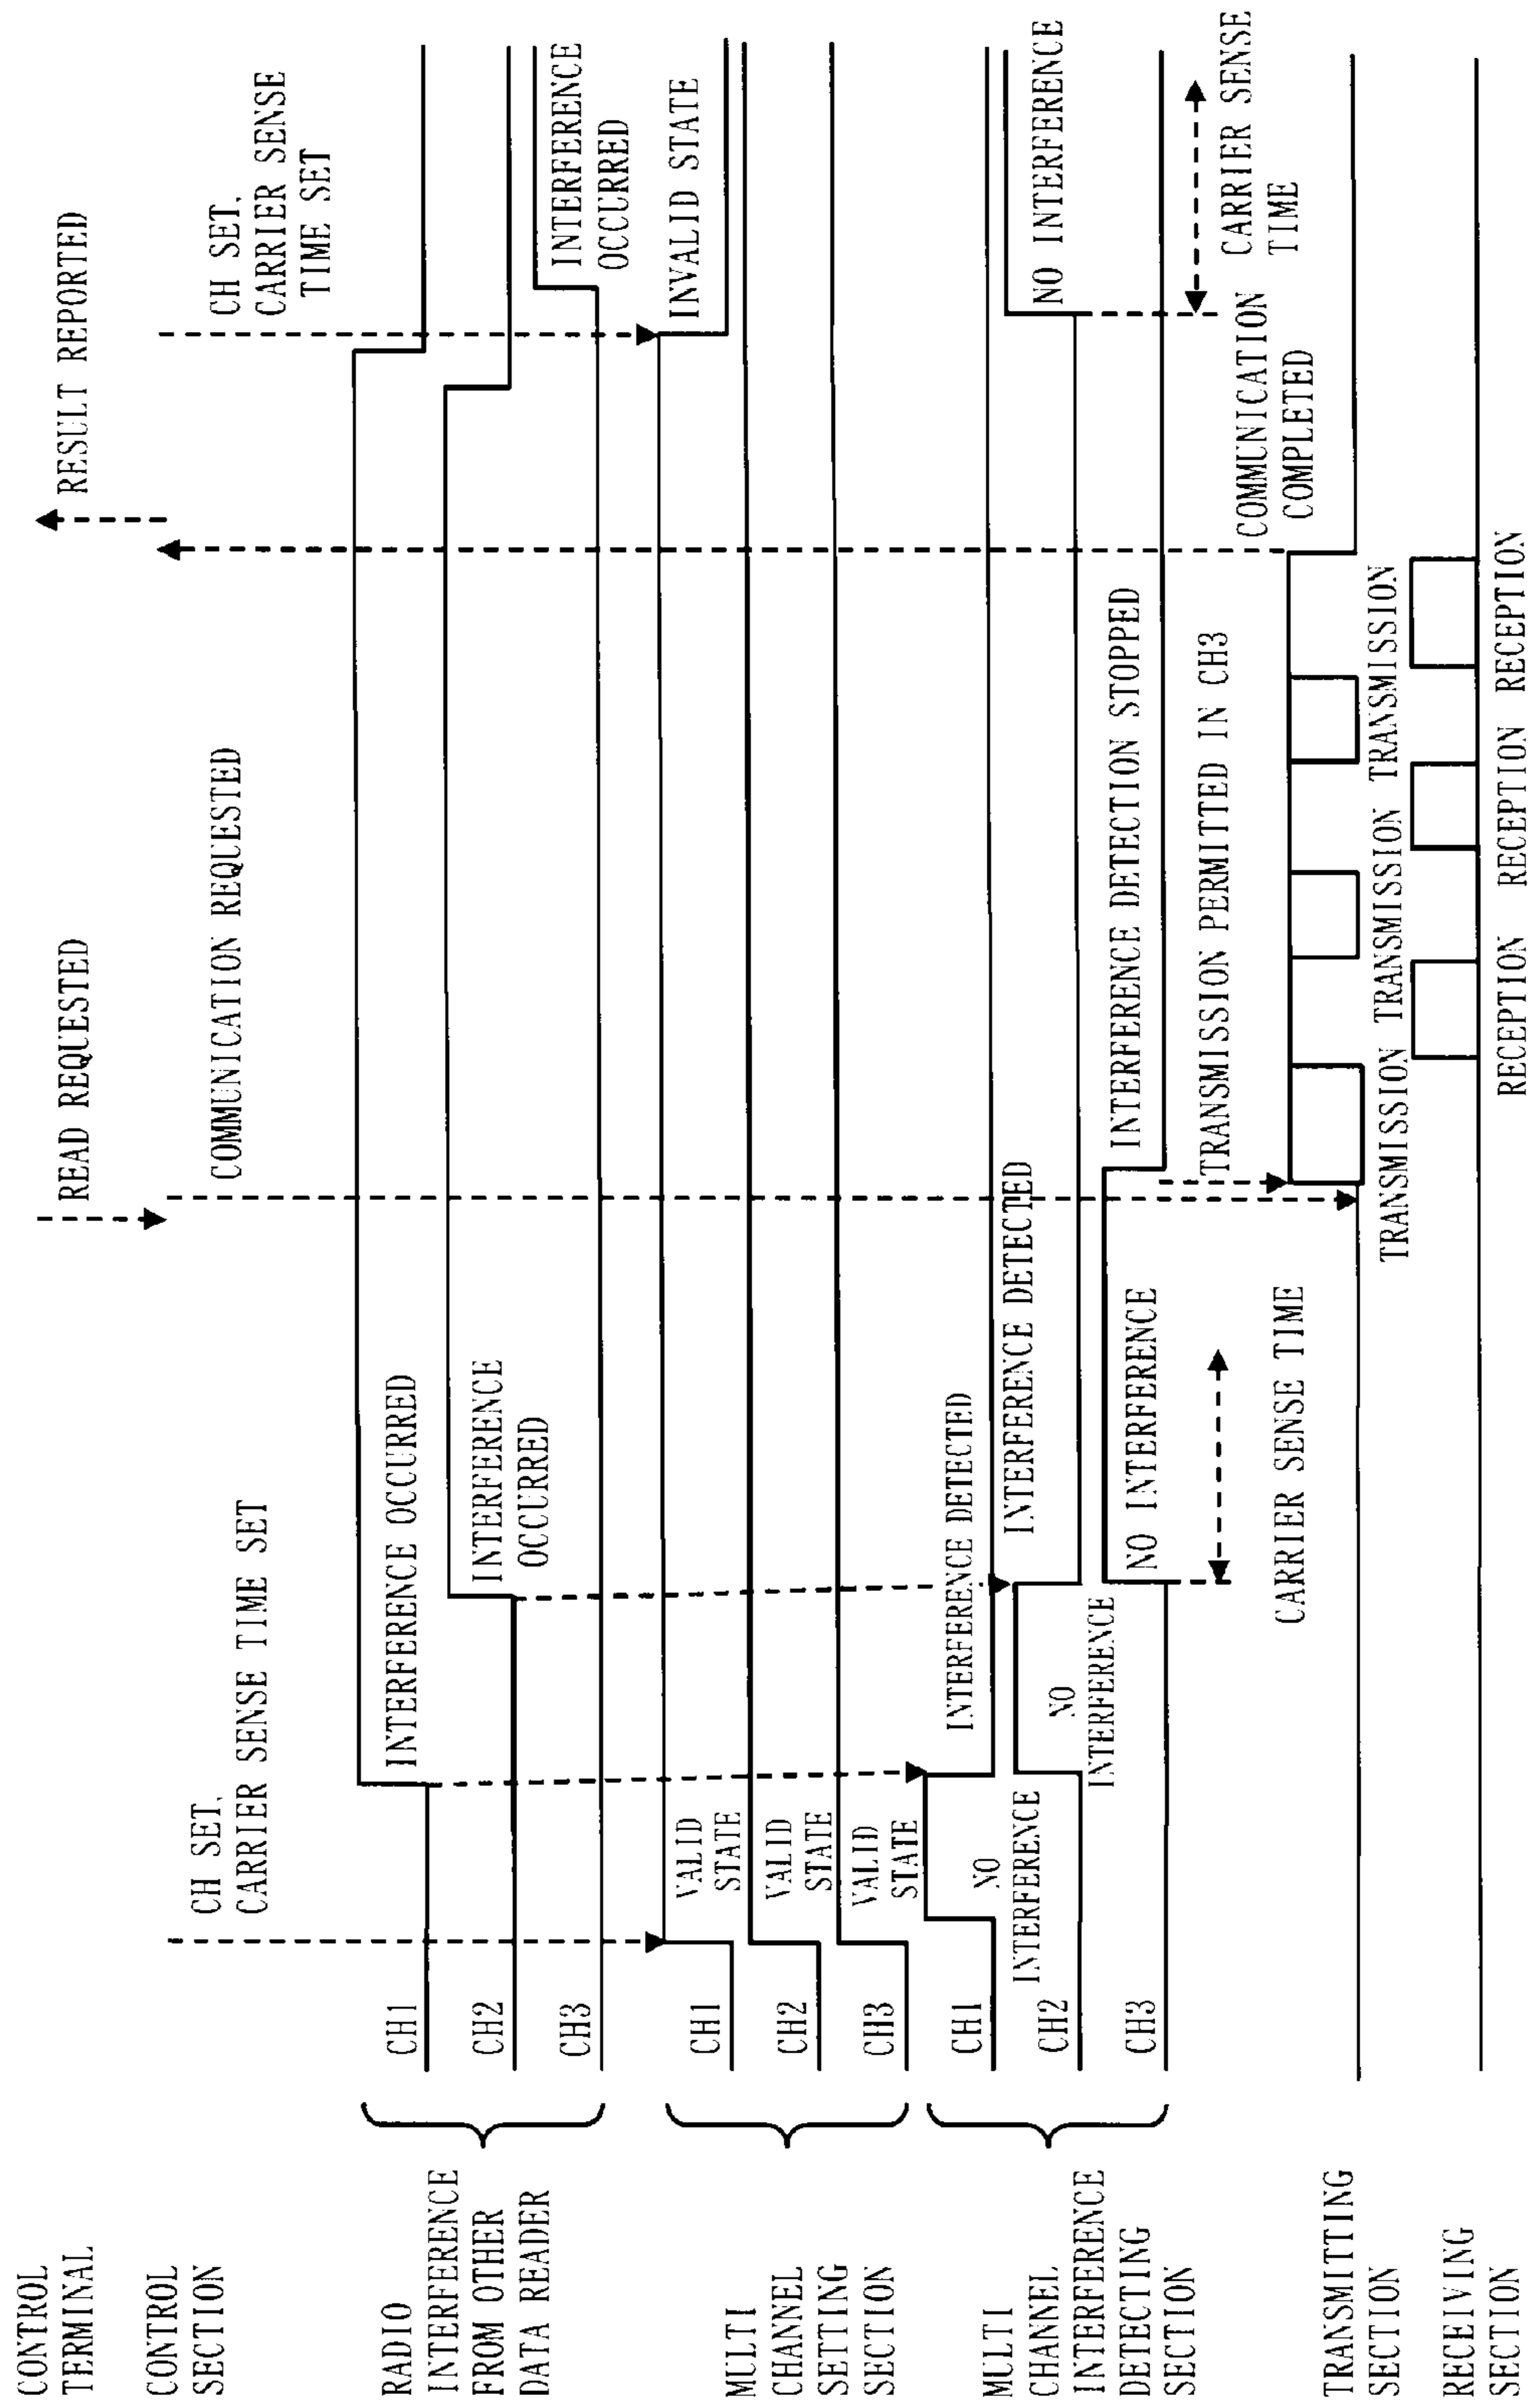 CONTROL
TERMINAL
READ REQUESTED
RESULT REPORTED
CONTROL
SECTION
CH SET,
CARRIER SENSE TIME SET
COMMUNICATION REQUESTED
CH SET,
CARRIER SENSE
TIME SET
RADIO
INTERFERENCE
FROM OTHER
DATA READER
CH1
INTERFERENCE OCCURRED
CH2
INTERFERENCE
OCCURRED
CH3
INTERFERENCE
OCCURRED
MULTI
CHANNEL
SETTING
SECTION
CH1
VALID
STATE
INVALID STATE
CH2
VALID
STATE
CH3
VALID
STATE
MULTI
CHANNEL
INTERFERENCE
DETECTING
SECTION
CH1
NO
INTERFERENCE
INTERFERENCE DETECTED
CH2
NO
INTERFERENCE
INTERFERENCE DETECTED
NO INTERFERENCE
CH3
NO INTERFERENCE
INTERFERENCE DETECTION STOPPED
CARRIER SENSE TIME
TRANSMISSION PERMITTED IN CH3
COMMUNICATION
COMPLETED
CARRIER SENSE
TIME
TRANSMITTING
SECTION
TRANSMISSION
TRANSMISSION
TRANSMISSION
TRANSMISSION
RECEIVING
SECTION
RECEPTION
RECEPTION
RECEPTION